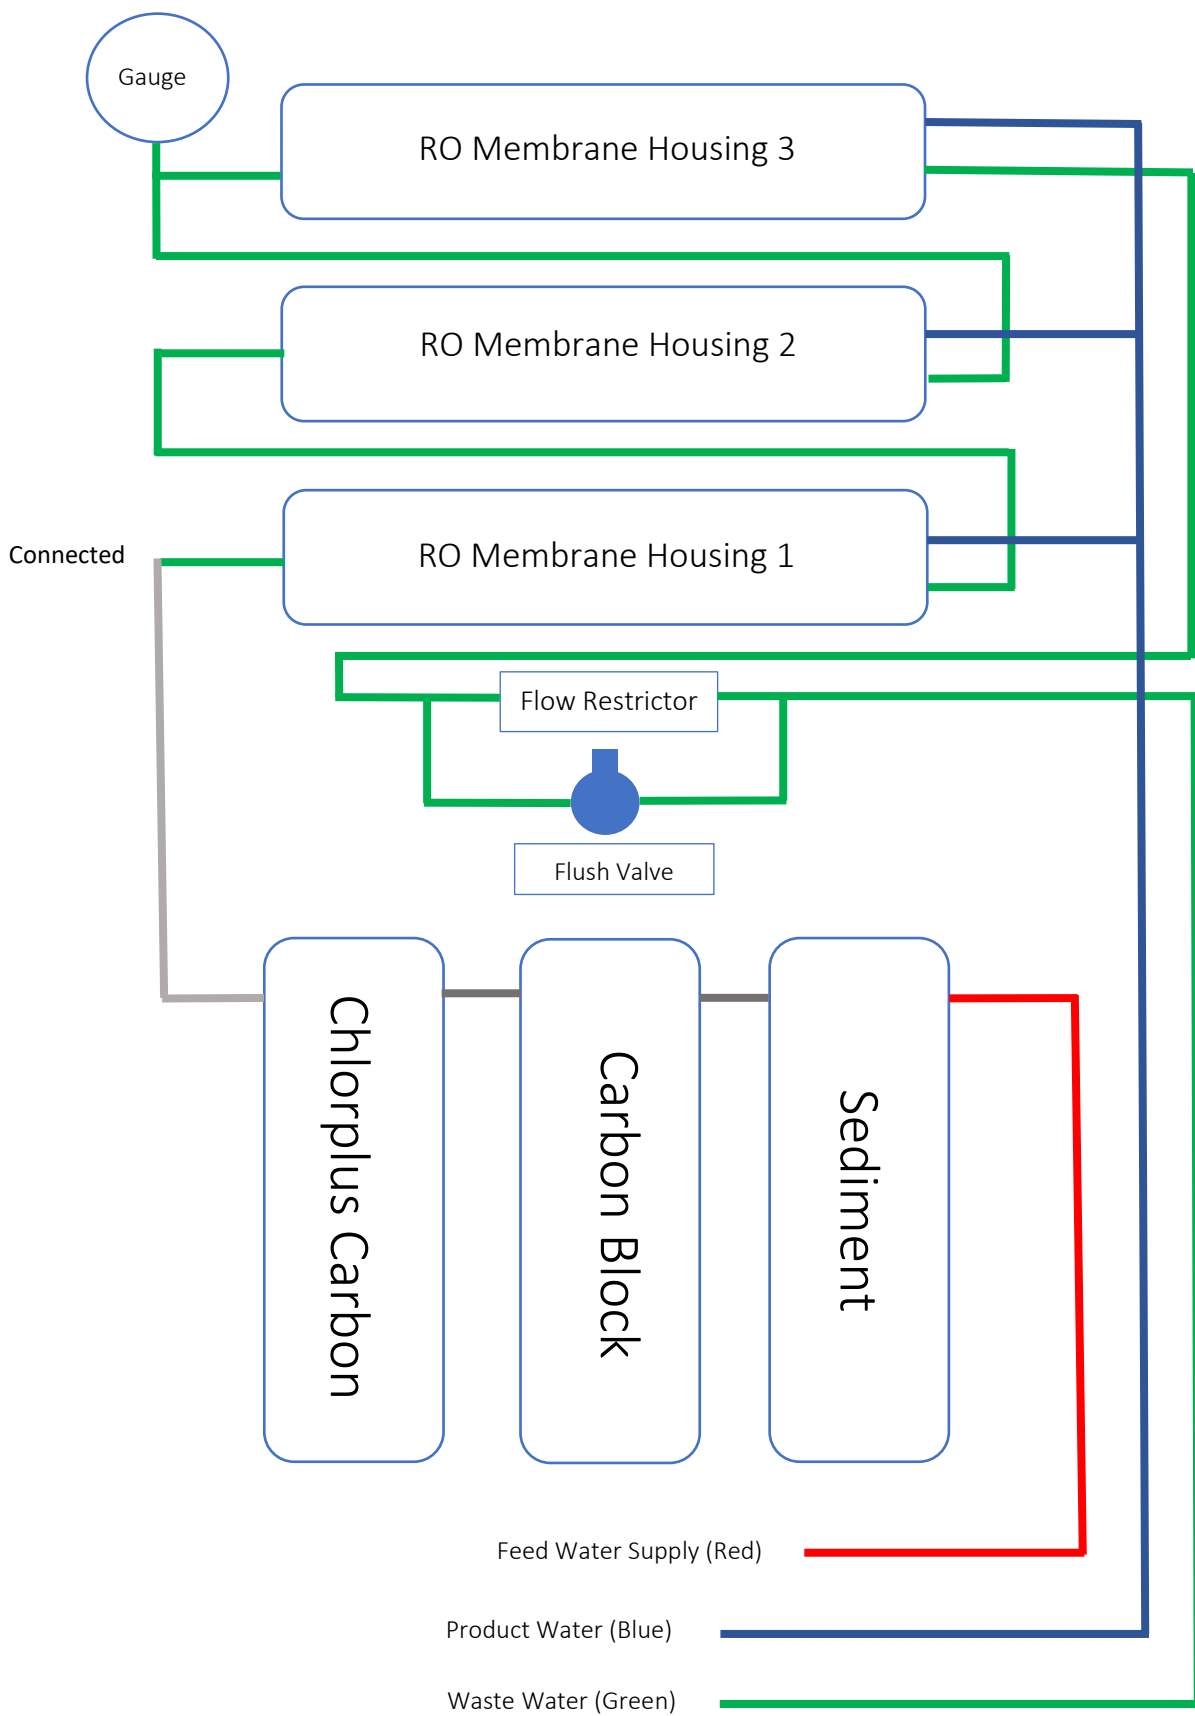 Gauge
RO Membrane Housing 3
RO Membrane Housing 2
Connected
RO Membrane Housing 1
Flow Restrictor
Flush Valve
Chlorplus Carbon
Carbon Block
Sediment
Feed Water Supply (Red)
Product Water (Blue)
Waste Water (Green)